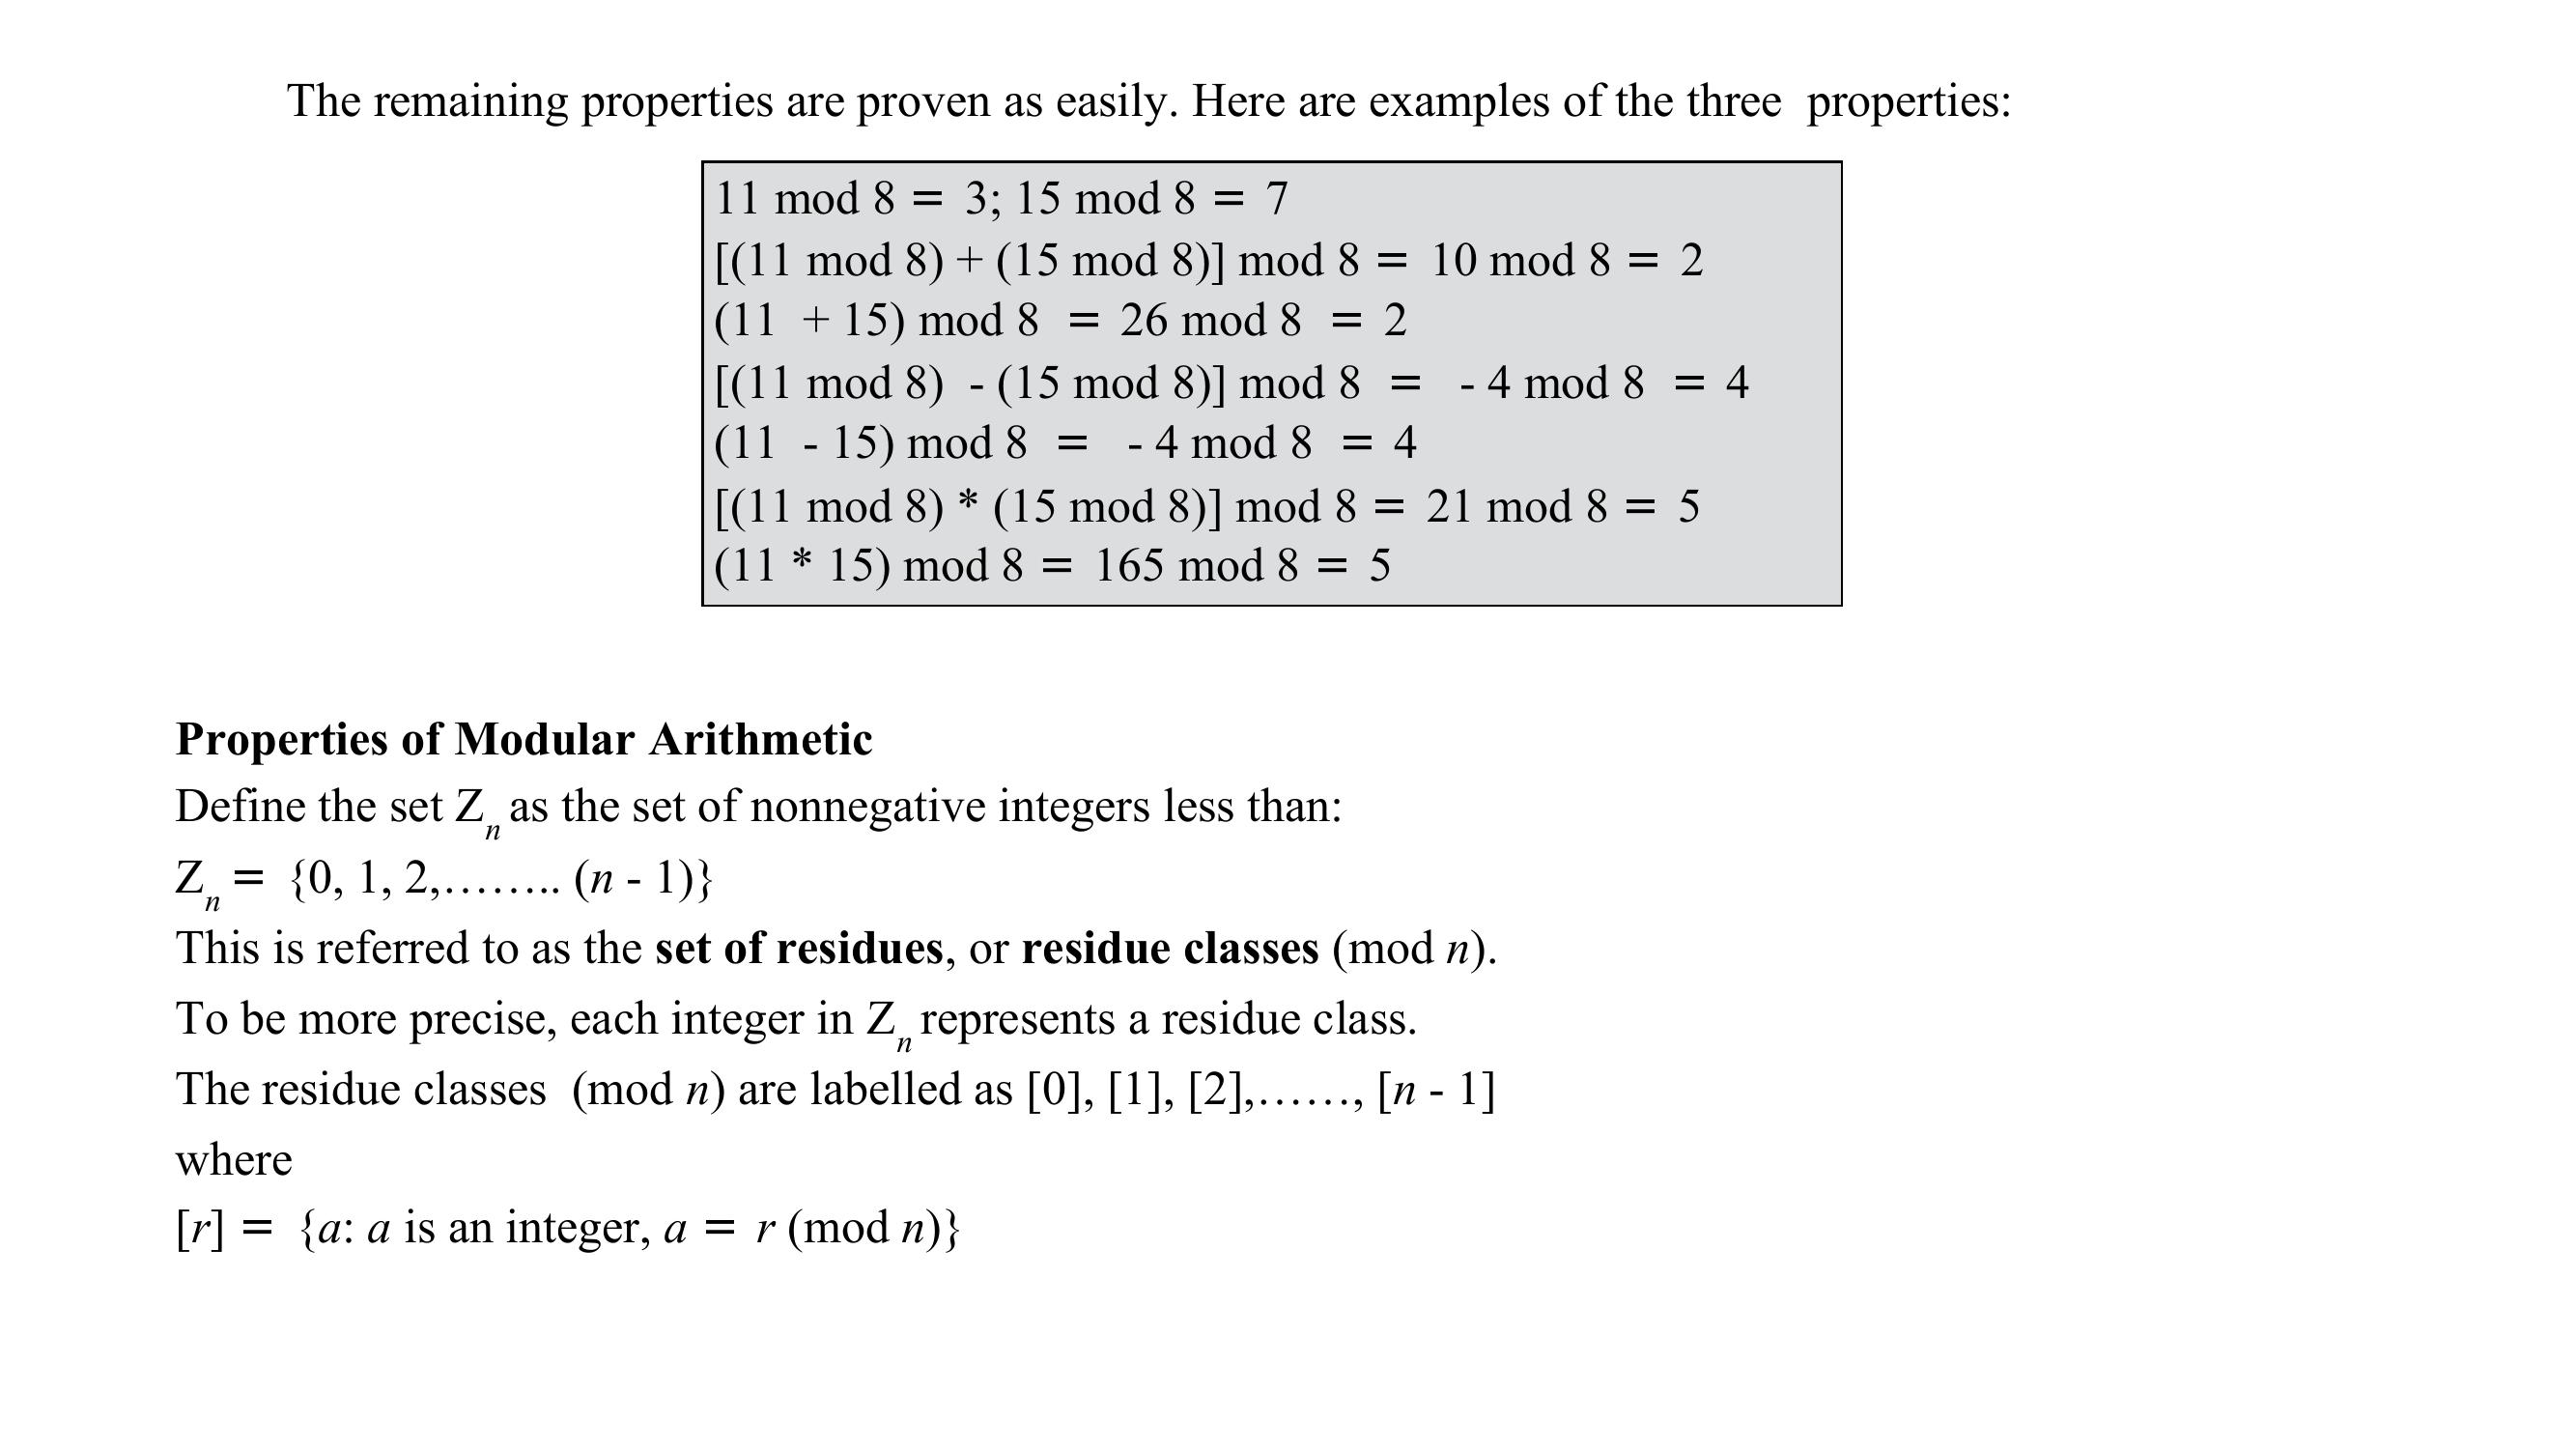 The remaining properties are proven as easily. Here are examples of the three properties:
11 mod 8 = 3; 15 mod 8 = 7
[(11 mod 8) + (15 mod 8)] mod 8 = 10 mod 8 = 2
(11 + 15) mod 8 = 26 mod 8 = 2
[(11 mod 8) - (15 mod 8)] mod 8 = - 4 mod 8 = 4
(11 - 15) mod 8 = - 4 mod 8 = 4
[(11 mod 8) * (15 mod 8)] mod 8 = 21 mod 8 = 5
(11 * 15) mod 8 = 165 mod 8 = 5
Properties of Modular Arithmetic
Define the set Zn as the set of nonnegative integers less than:
Zn = {0, 1, 2,…….. (n - 1)}
This is referred to as the set of residues, or residue classes (mod n).
To be more precise, each integer in Zn represents a residue class.
The residue classes (mod n) are labelled as [0], [1], [2],……, [n - 1]
where
[r] = {a: a is an integer, a = r (mod n)}